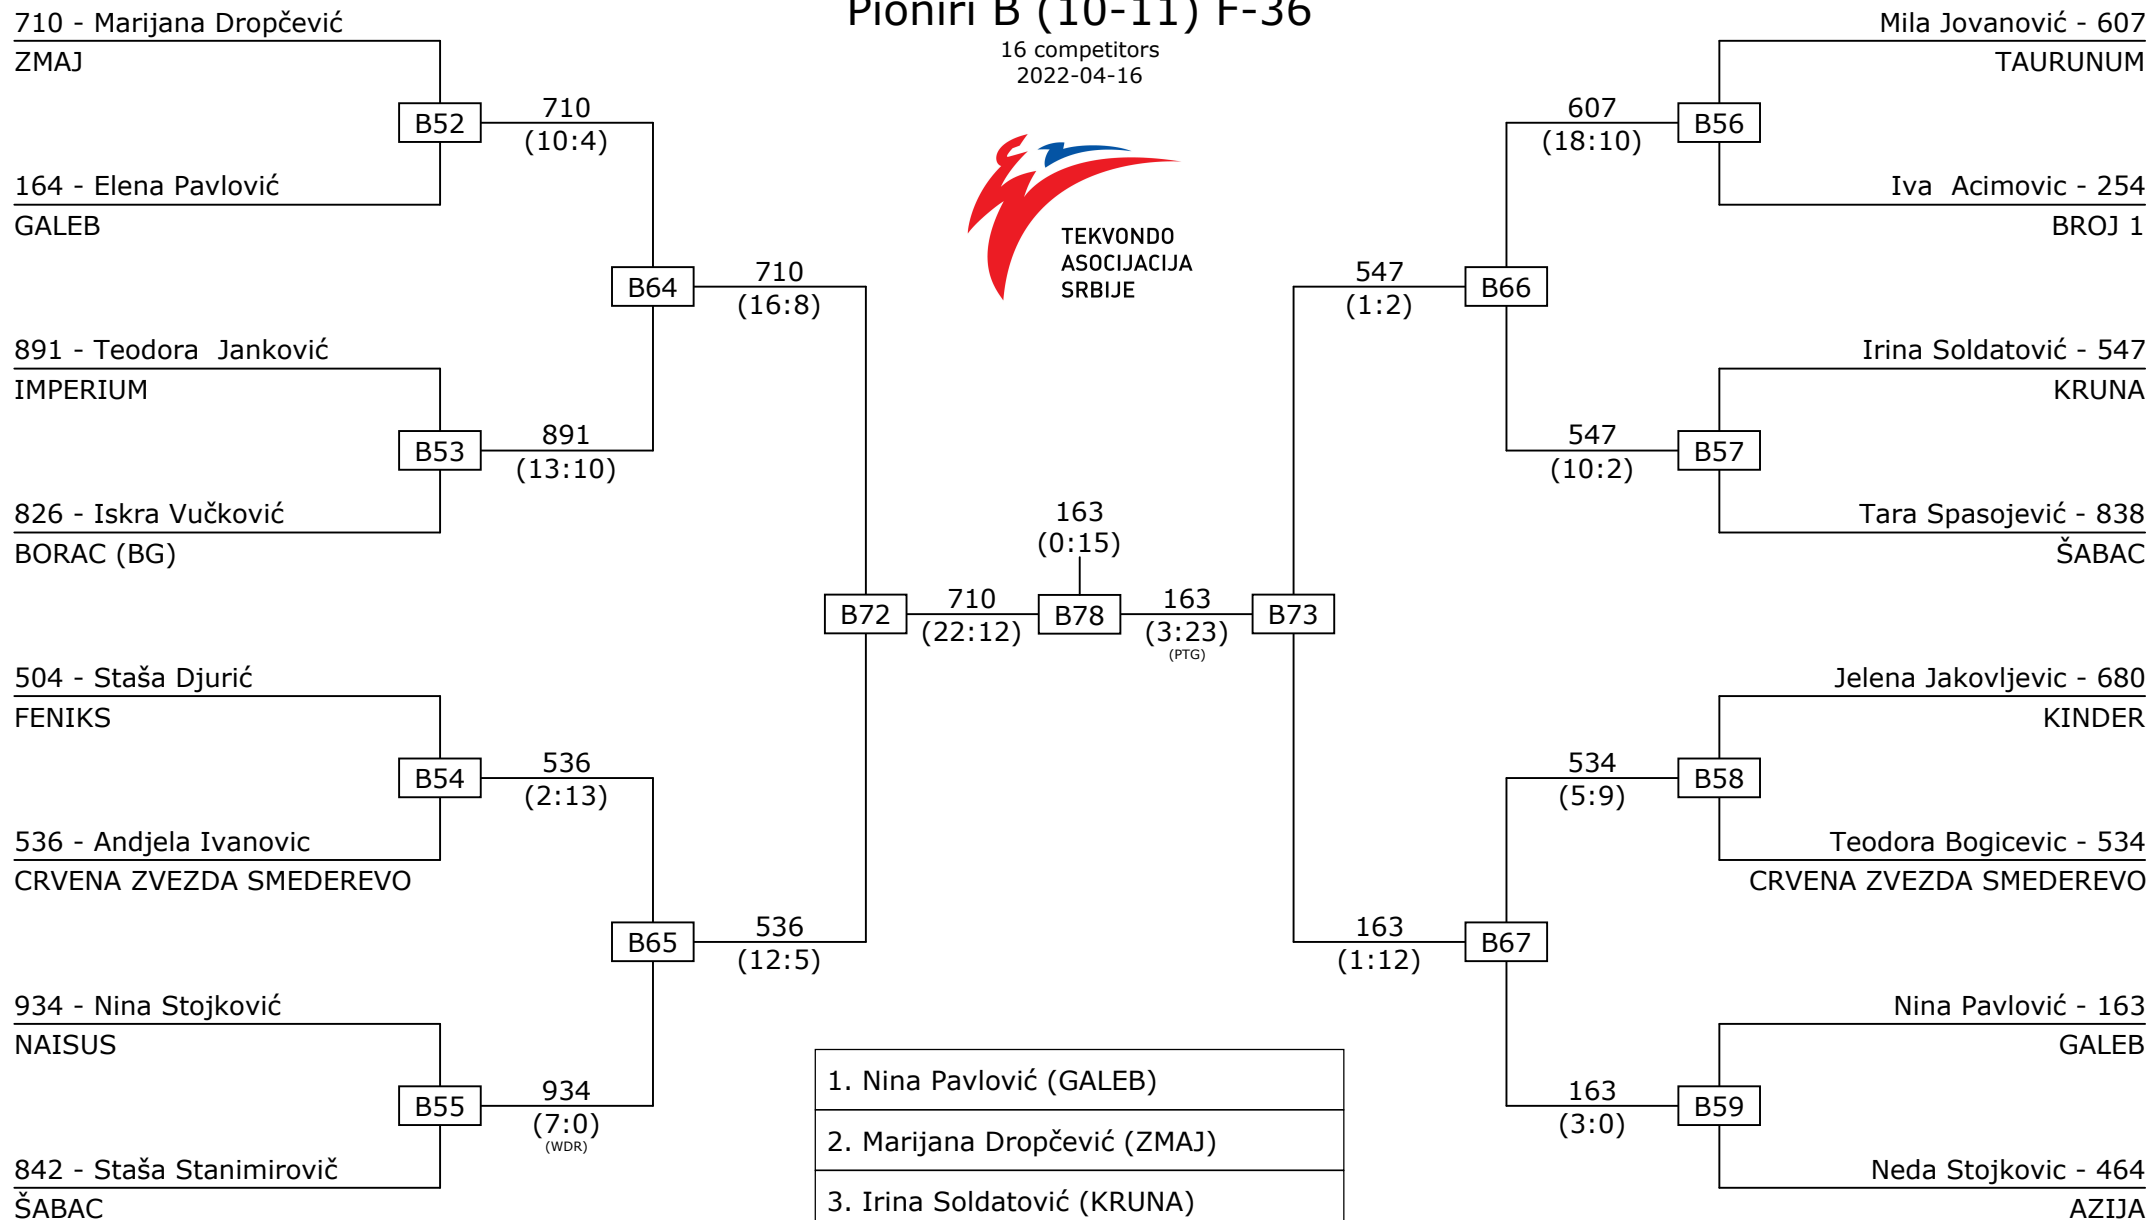 Pioniri B (10-11) F-36
16 competitors
2022-04-16
TEKVONDO
ASOCIJACIJA
SRBIJE
710 - Marijana Dropčević
ZMAJ
B52
710
(10:4)
164 - Elena Pavlović
GALEB
B64
710
(16:8)
891 - Teodora  Janković
IMPERIUM
B53
891
(13:10)
826 - Iskra Vučković
BORAC (BG)
B72
710
(22:12)
504 - Staša Djurić
FENIKS
B54
536
(2:13)
536 - Andjela Ivanovic
CRVENA ZVEZDA SMEDEREVO
B65
536
(12:5)
934 - Nina Stojković
NAISUS
B55
934
(7:0)
(WDR)
842 - Staša Stanimirovič
ŠABAC
163
(0:15)
B78
163
(3:23)
(PTG)
B73
Mila Jovanović - 607
TAURUNUM
607
(18:10)
B56
Iva  Acimovic - 254
BROJ 1
547
(1:2)
B66
Irina Soldatović - 547
KRUNA
547
(10:2)
B57
Tara Spasojević - 838
ŠABAC
Jelena Jakovljevic - 680
KINDER
534
(5:9)
B58
Teodora Bogicevic - 534
CRVENA ZVEZDA SMEDEREVO
163
(1:12)
B67
Nina Pavlović - 163
GALEB
163
(3:0)
B59
Neda Stojkovic - 464
AZIJA
1. Nina Pavlović (GALEB)
2. Marijana Dropčević (ZMAJ)
3. Irina Soldatović (KRUNA)